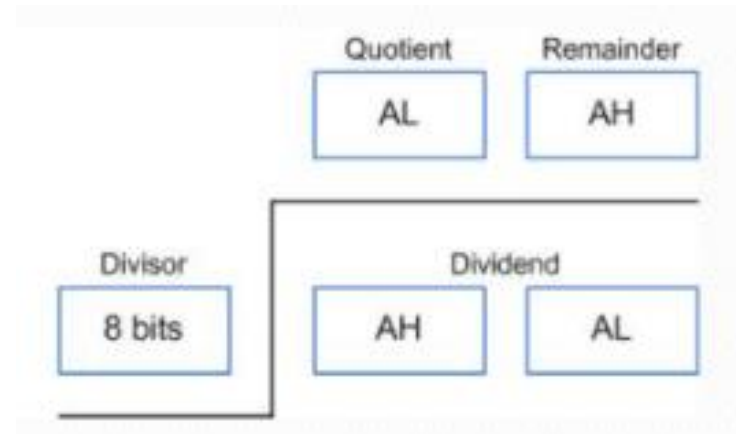 Quotient Remainder
AL AH
Divisor Dividend
8 bits AH AL